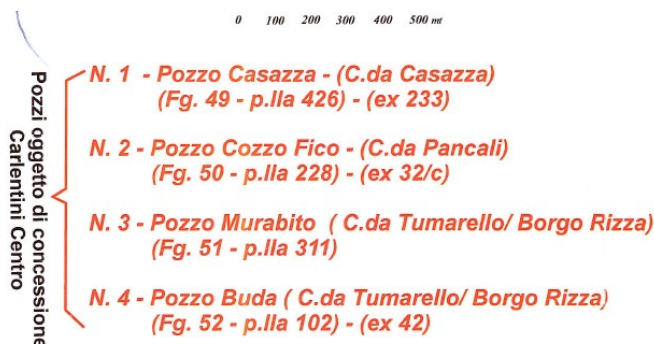 0 100 200 300 400 500 mt
Pozzi oggetto di concessione
Carlentini Centro
N. 1 - Pozzo Casazza - (C.da Casazza)
(Fg. 49 - p.lla 426) - (ex 233)
N. 2 - Pozzo Cozzo Fico - (C.da Pancali)
(Fg. 50 - p.lla 228) - (ex 32/c)
N. 3 - Pozzo Murabito ( C.da Tumarello/ Borgo Rizza)
(Fg. 51 - p.lla 311)
N. 4 - Pozzo Buda ( C.da Tumarello/ Borgo Rizza)
(Fg. 52 - p.lla 102) - (ex 42)